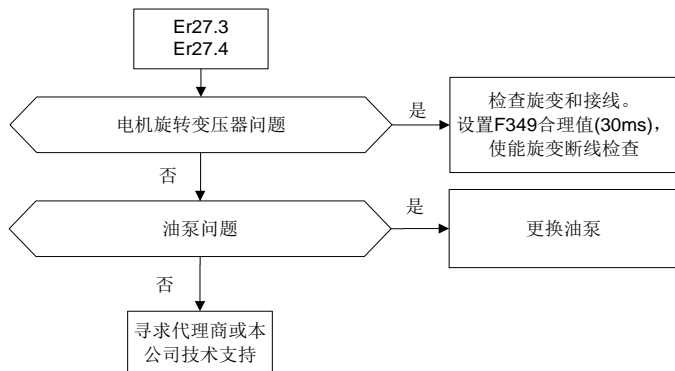 Er27.3
Er27.4
电机旋转变压器问题
是
检查旋变和接线。
设置F349合理值(30ms)，
使能旋变断线检查
否
油泵问题
是
更换油泵
否
寻求代理商或本
公司技术支持